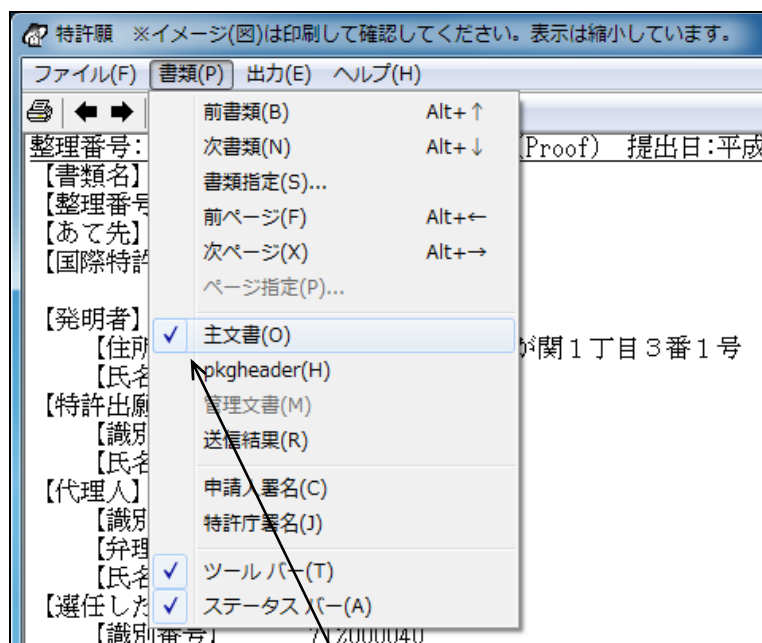 特許願 ※イメージ(図)は印刷して確認してください。表示は縮小しています。
ファイル(F) 書類(P) 出力(E) ヘルプ(H)
前書類(B) Alt+↑
整理番号: 次書類(N) Alt+↓ (Proof) 提出日:平成
【書類名】 書類指定(S)...
【整理番号 前ページ(F) Alt+←
【あて先】 次ページ(X) Alt+→
【国際特許 ページ指定(P)...
【発明者】 主文書(O)
【住所 が関1丁目3番1号
【氏名 pkgheader(H)
【特許出願 管理文書(M)
【識別 送信結果(R)
【氏名
【代理人】 申請人署名(C)
【識別 特許庁署名(J)
【弁理
【氏名 ツール バー(T)
【選任した ステータス バー(A)
【識別番号】 712000040